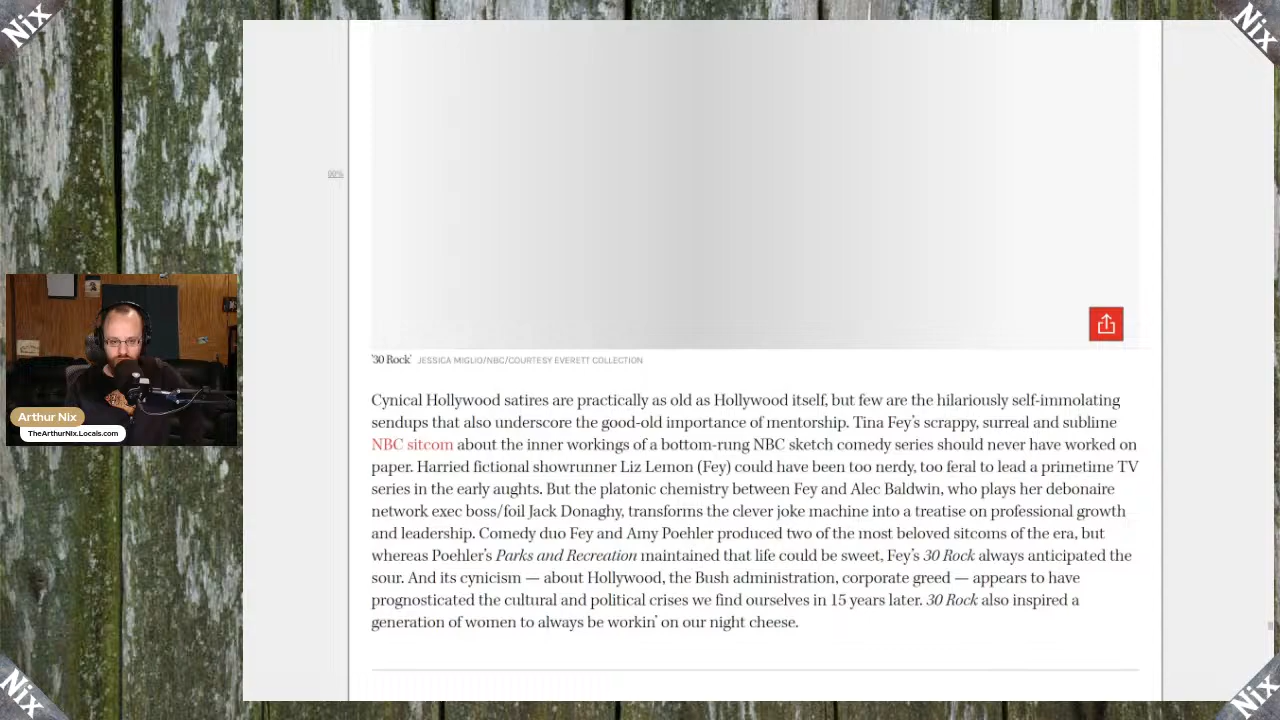 Nix
Nix
00%
'30 Rock' JESSICA MIGLIO/NBC/COURTESY EVERETT COLLECTION
Cynical Hollywood satires are practically as old as Hollywood itself, but few are the hilariously self-immolating
sendups that also underscore the good-old importance of mentorship. Tina Fey's scrappy, surreal and sublime
NBC sitcom about the inner workings of a bottom-rung NBC sketch comedy series should never have worked on
paper. Harried fictional showrunner Liz Lemon (Fey) could have been too nerdy, too feral to lead a primetime TV
series in the early aughts. But the platonic chemistry between Fey and Alec Baldwin, who plays her debonaire
network exec boss/foil Jack Donaghy, transforms the clever joke machine into a treatise on professional growth
and leadership. Comedy duo Fey and Amy Poehler produced two of the most beloved sitcoms of the era, but
whereas Poehler's Parks and Recreation maintained that life could be sweet, Fey's 30 Rock always anticipated the
sour. And its cynicism — about Hollywood, the Bush administration, corporate greed — appears to have
prognosticated the cultural and political crises we find ourselves in 15 years later. 30 Rock also inspired a
generation of women to always be workin' on our night cheese.
Arthur Nix
TheArthurNix.Locals.com
Nix
Nix